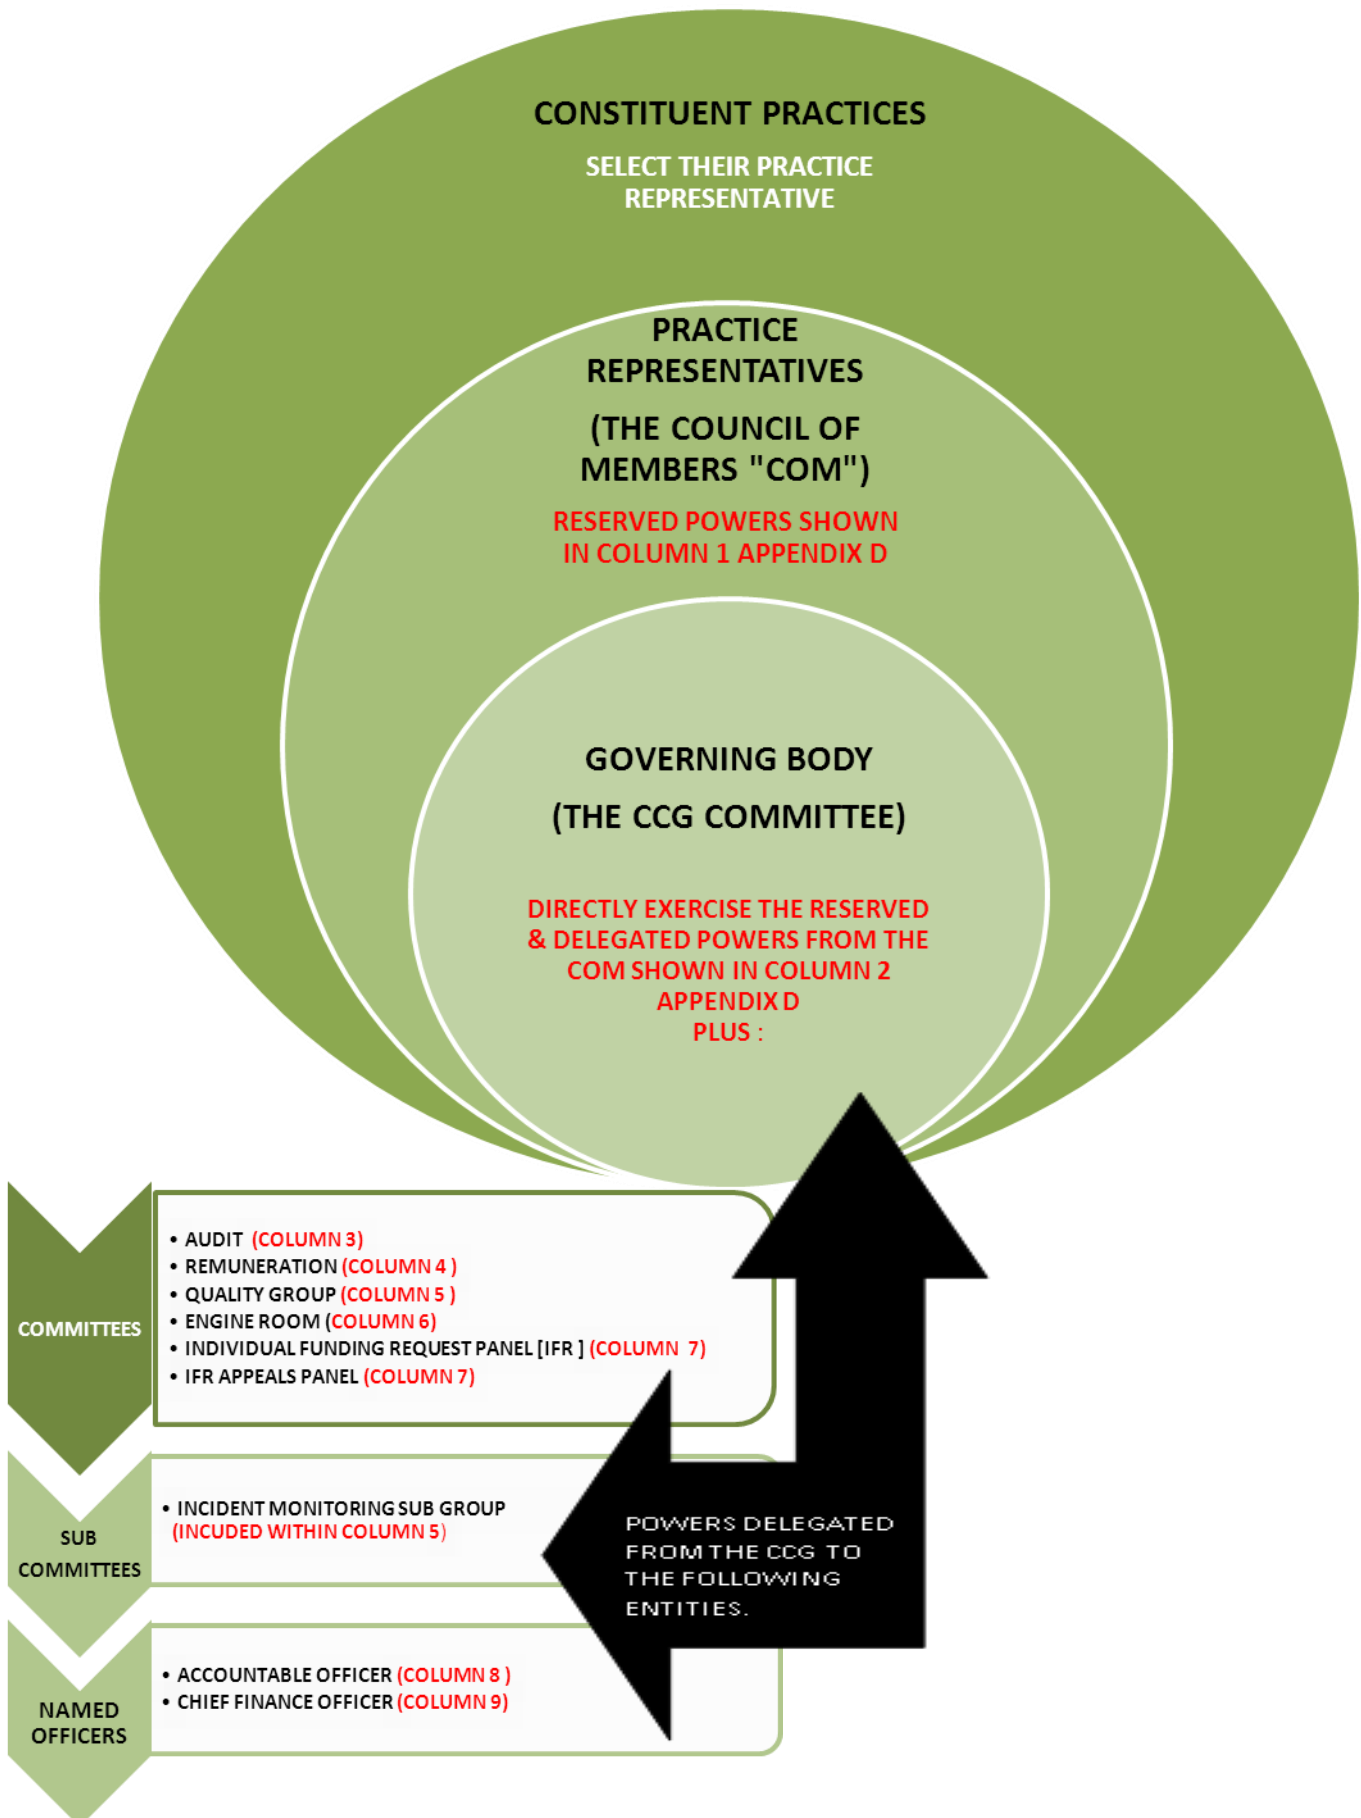 CONSTITUENT PRACTICES
SELECT THEIR PRACTICE
REPRESENTATIVE
PRACTICE
REPRESENTATIVES
(THE COUNCIL OF
MEMBERS "COM")
RESERVED POWERS SHOWN
IN COLUMN 1 APPENDIX D
GOVERNING BODY
(THE CCG COMMITTEE)
DIRECTLY EXERCISE THE RESERVED
& DELEGATED POWERS FROM THE
COM SHOWN IN COLUMN 2
APPENDIX D
PLUS :
COMMITTEES
• AUDIT (COLUMN 3)
• REMUNERATION (COLUMN 4 )
• QUALITY GROUP (COLUMN 5 )
• ENGINE ROOM (COLUMN 6)
• INDIVIDUAL FUNDING REQUEST PANEL [IFR ] (COLUMN 7)
• IFR APPEALS PANEL (COLUMN 7)
SUB
COMMITTEES
• INCIDENT MONITORING SUB GROUP
(INCUDED WITHIN COLUMN 5)
POWERS DELEGATED
FROM THE CCG TO
THE FOLLOWING
ENTITIES.
NAMED
OFFICERS
• ACCOUNTABLE OFFICER (COLUMN 8 )
• CHIEF FINANCE OFFICER (COLUMN 9)